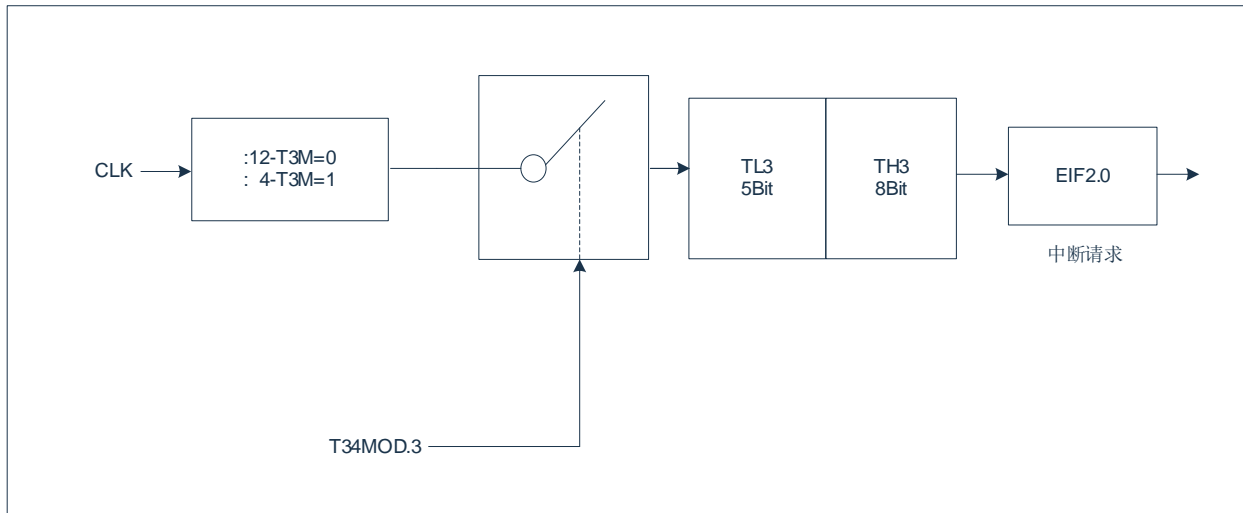 CLK
:12-T3M=0
: 4-T3M=1
TL3
5Bit
TH3
8Bit
EIF2.0
中断请求
T34MOD.3